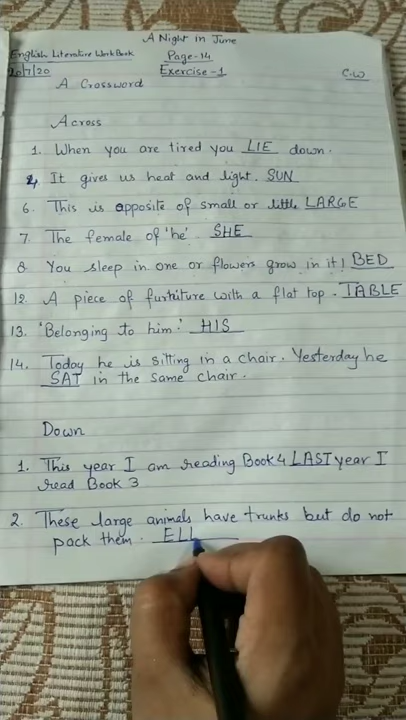 A Night in June
English Literature Work Book
Page-14
20/7/20
Exercise-1
C.W
A Crossword
Across
1. When you are tired you LIE down.
4. It gives us heat and light. SUN
6. This is opposite of small or little LARGE
7. The female of 'he' SHE
8. You sleep in one or flowers grow in it! BED
12. A piece of furniture with a flat top. TABLE
13. 'Belonging to him.' HIS
14. Today he is sitting in a chair. Yesterday he
SAT in the same chair.
Down
1. This year I am reading Book 4 LAST year I
read Book 3
2. These large animals have trunks but do not
pack them. ELL